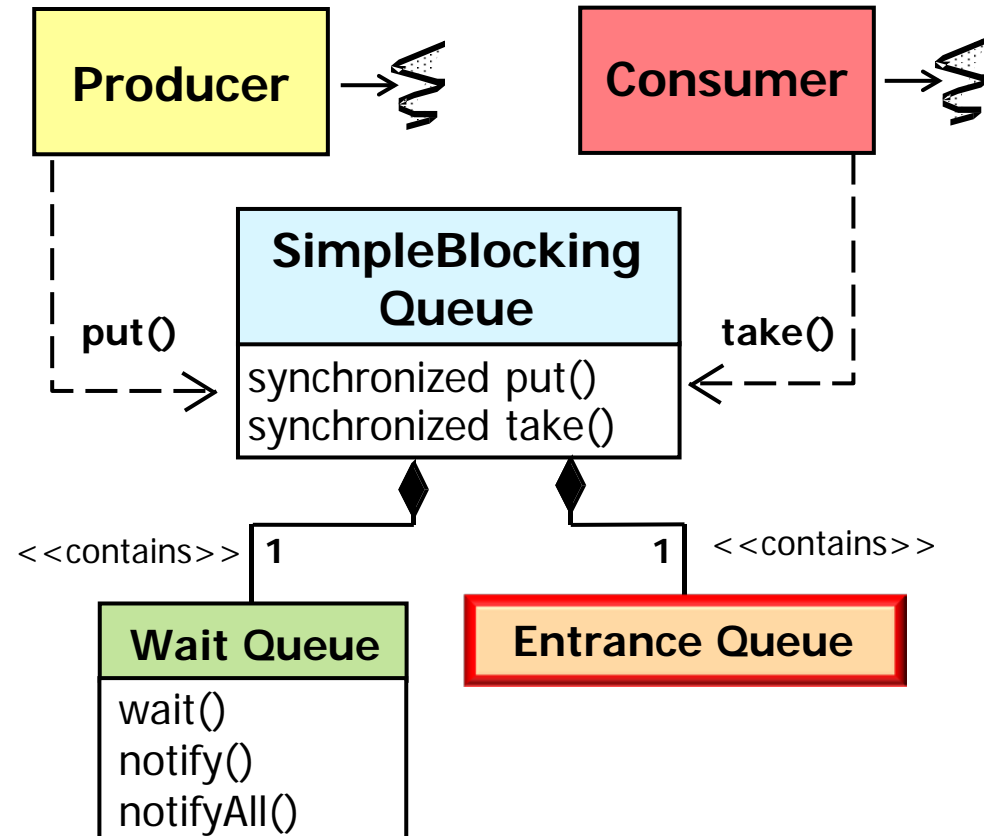 Producer
Consumer
SimpleBlocking
Queue
put()
take()
synchronized put()
synchronized take()
<<contains>>
1
1
<<contains>>
Wait Queue
Entrance Queue
wait()
notify()
notifyAll()